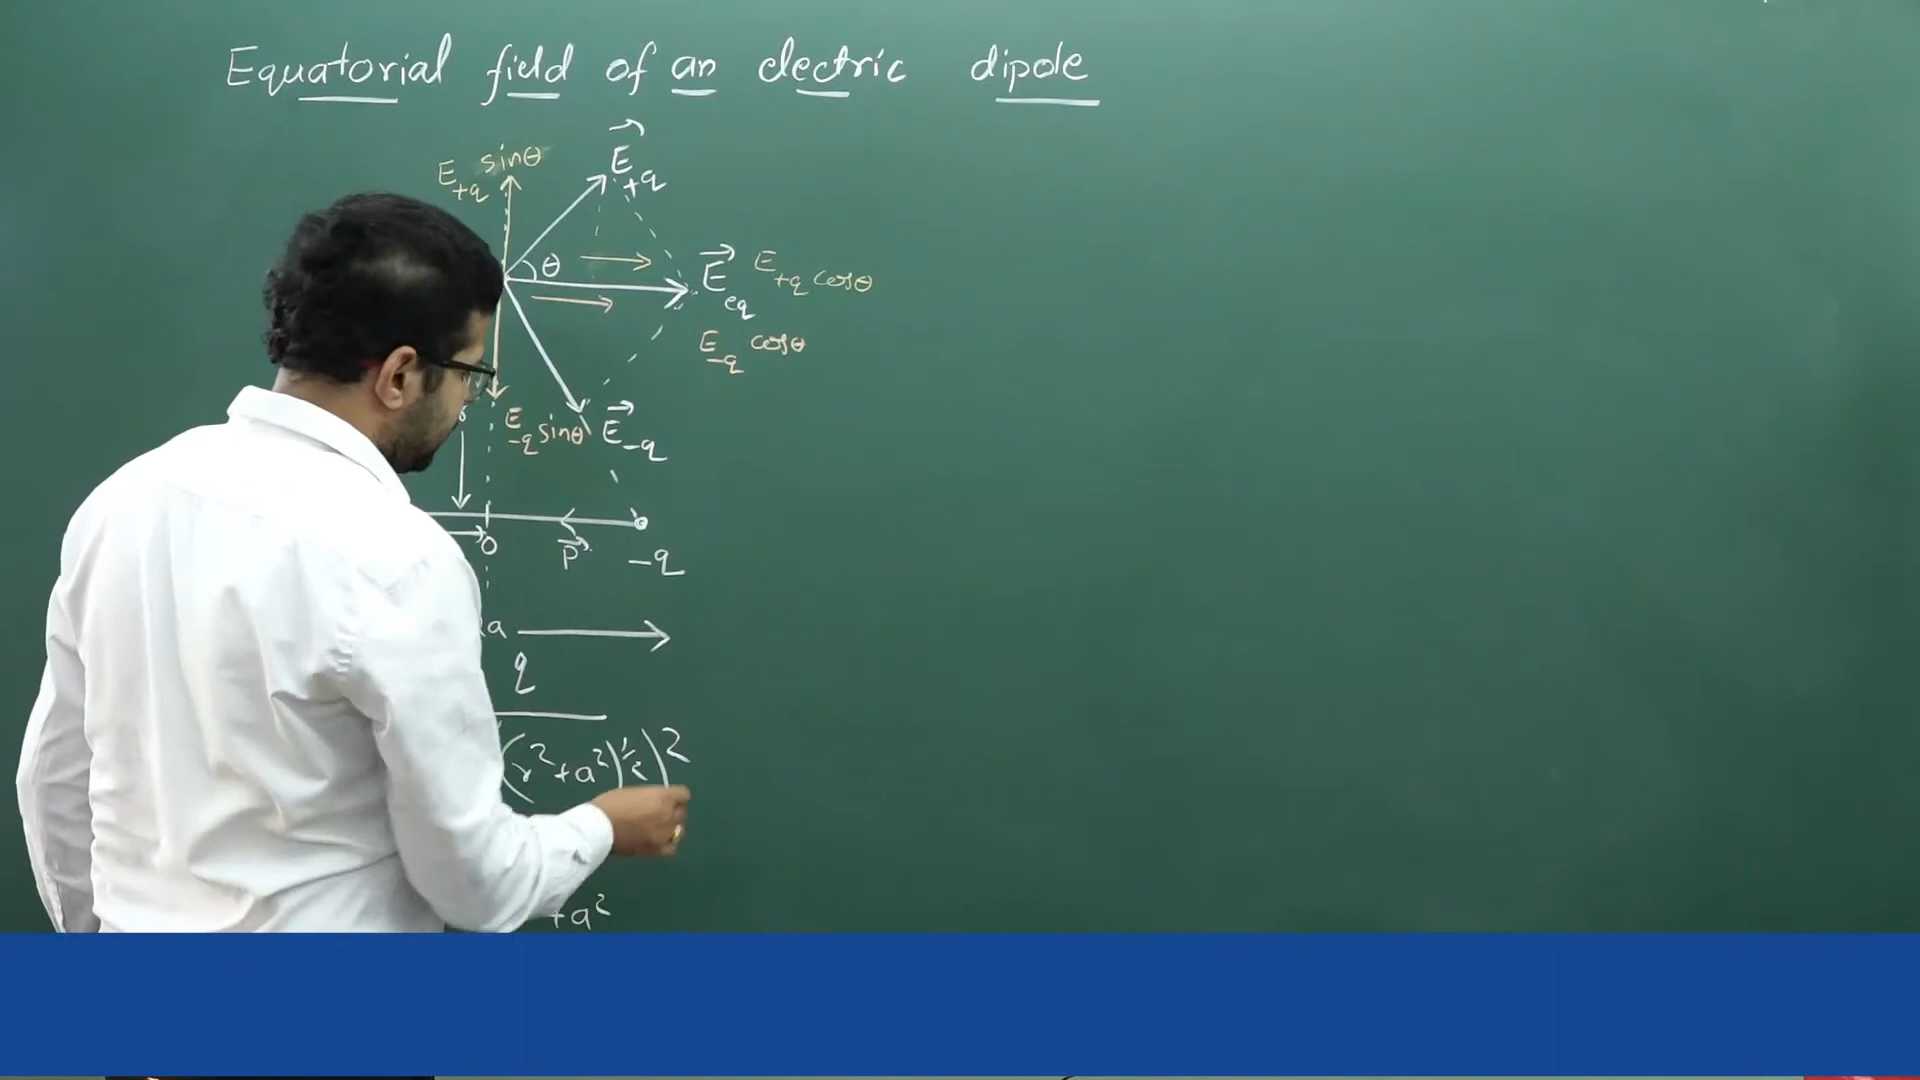 Equatorial field of an electric dipole
E+q sinθ
E+q
θ
Eeq
E+q cosθ
E-q cosθ
E-q sinθ
E-q
O
P
-q
a
q
(r²+a²)^1/2)²
+a²